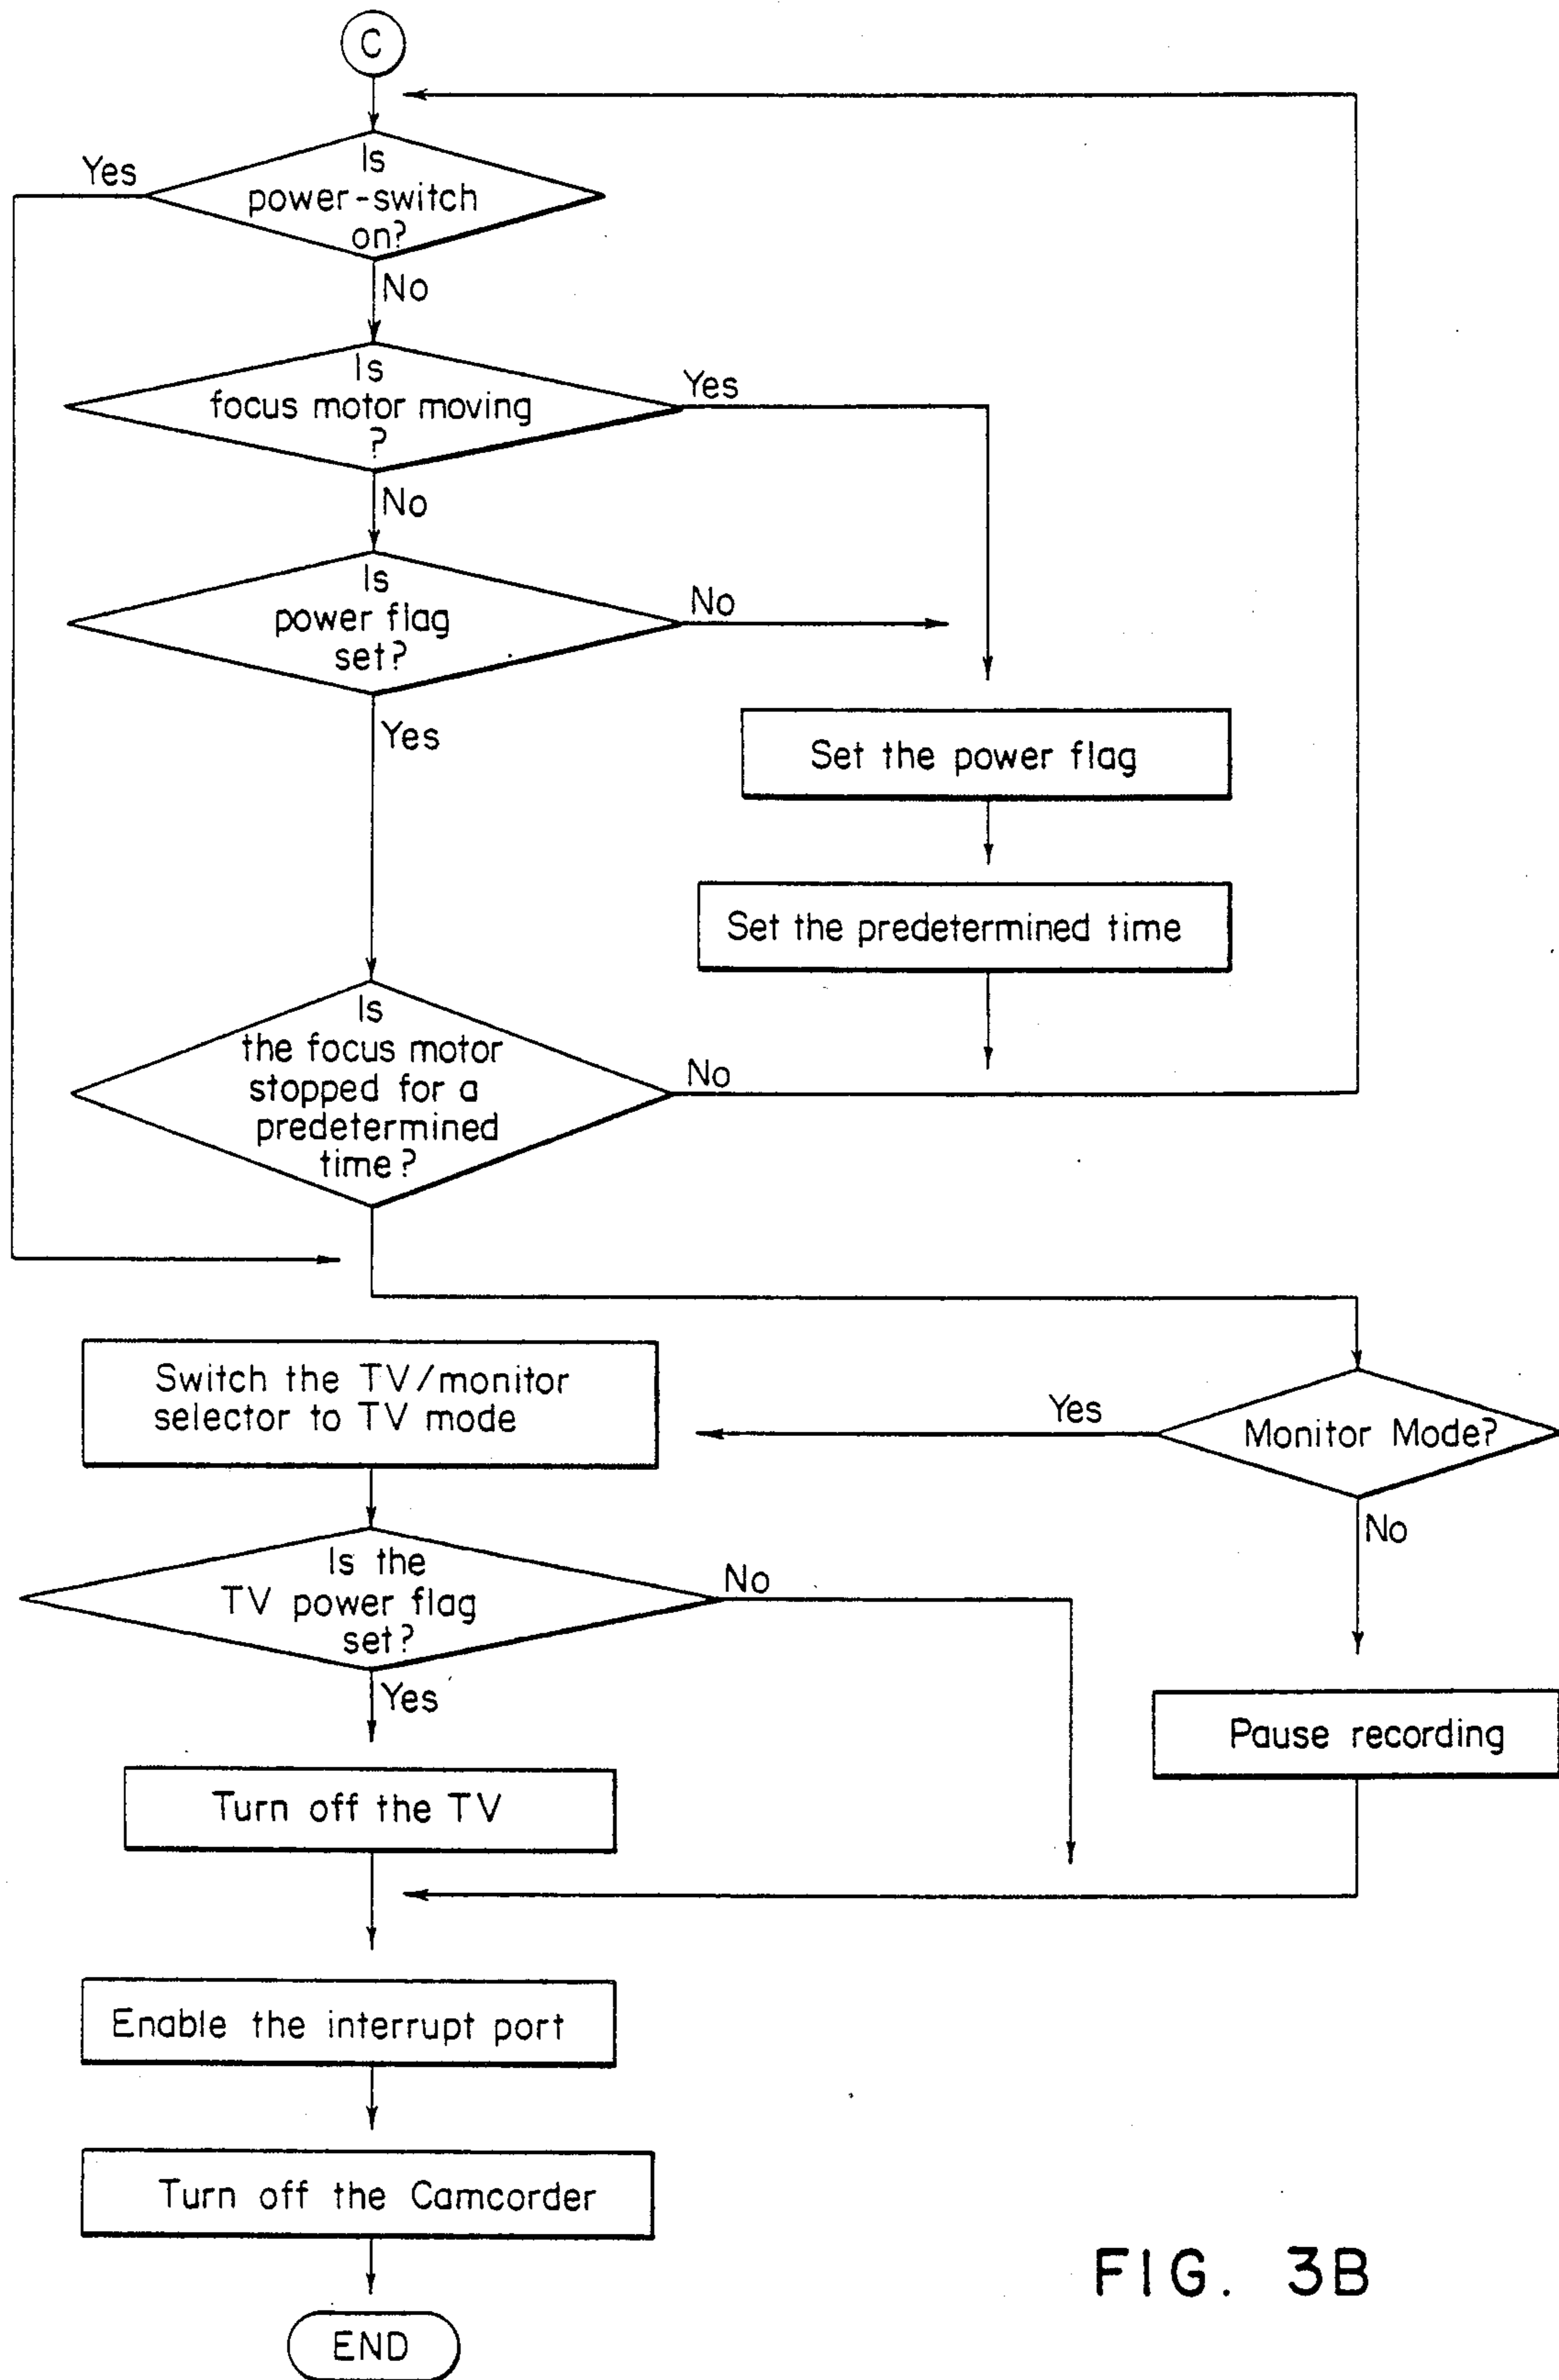 C
Is
power-switch
on?
Yes
No
Is
focus motor moving
?
Yes
No
Is
power flag
set?
No
Yes
Set the power flag
Set the predetermined time
Is
the focus motor
stopped for a
predetermined
time?
No
Switch the TV/monitor
selector to TV mode
Yes
Monitor Mode?
No
Is the
TV power flag
set?
No
Yes
Pause recording
Turn off the TV
Enable the interrupt port
Turn off the Camcorder
END
FIG. 3B